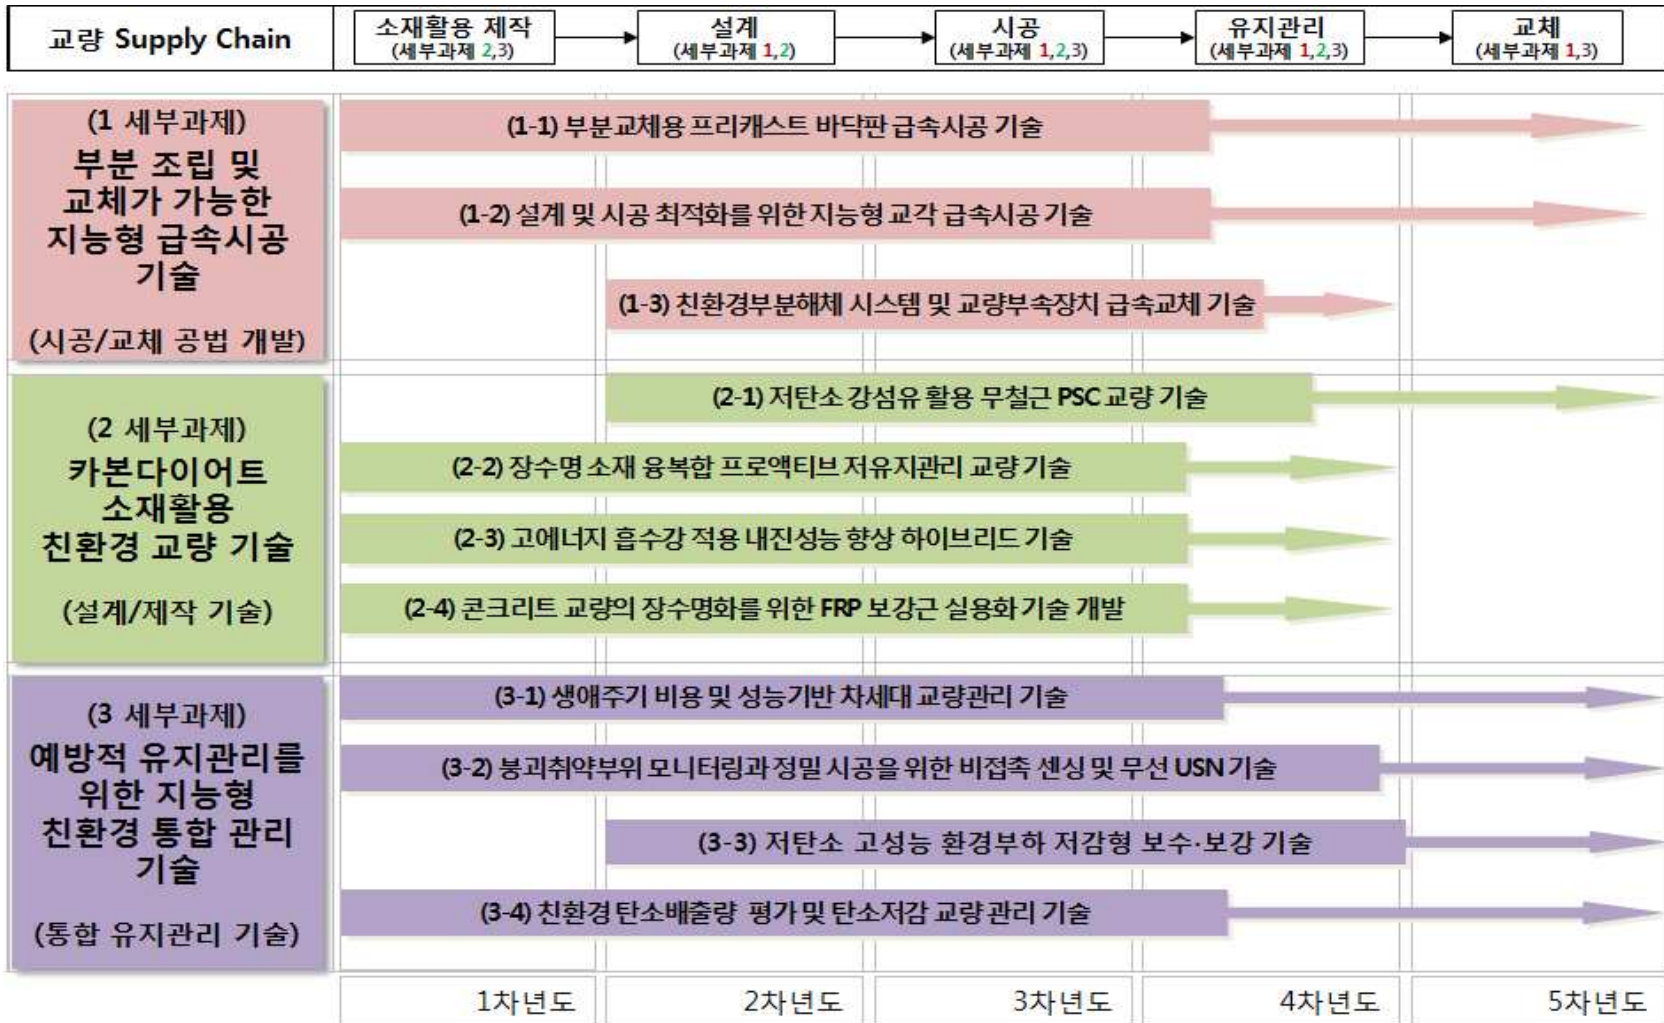 교량 Supply Chain
소재활용 제작
(세부과제 2,3)
설계
(세부과제 1,2)
시공
(세부과제 1,2,3)
유지관리
(세부과제 1,2,3)
교체
(세부과제 1,3)
(1 세부과제)
부분 조립 및
교체가 가능한
지능형 급속시공
기술
(시공/교체 공법 개발)
(1-1) 부분교체용 프리캐스트 바닥판 급속시공 기술
(1-2) 설계 및 시공 최적화를 위한 지능형 교각 급속시공 기술
(1-3) 친환경부분해체 시스템 및 교량부속장치 급속교체 기술
(2 세부과제)
카본다이어트
소재활용
친환경 교량 기술
(설계/제작 기술)
(2-1) 저탄소 강섬유 활용 무철근 PSC 교량 기술
(2-2) 장수명 소재 융복합 프로액티브 저유지관리 교량 기술
(2-3) 고에너지 흡수강 적용 내진성능 향상 하이브리드 기술
(2-4) 콘크리트 교량의 장수명화를 위한 FRP 보강근 실용화 기술 개발
(3 세부과제)
예방적 유지관리를
위한 지능형
친환경 통합 관리
기술
(통합 유지관리 기술)
(3-1) 생애주기 비용 및 성능기반 차세대 교량관리 기술
(3-2) 붕괴취약부위 모니터링과 정밀 시공을 위한 비접촉 센싱 및 무선 USN 기술
(3-3) 저탄소 고성능 환경부하 저감형 보수·보강 기술
(3-4) 친환경 탄소배출량 평가 및 탄소저감 교량 관리 기술
1차년도
2차년도
3차년도
4차년도
5차년도